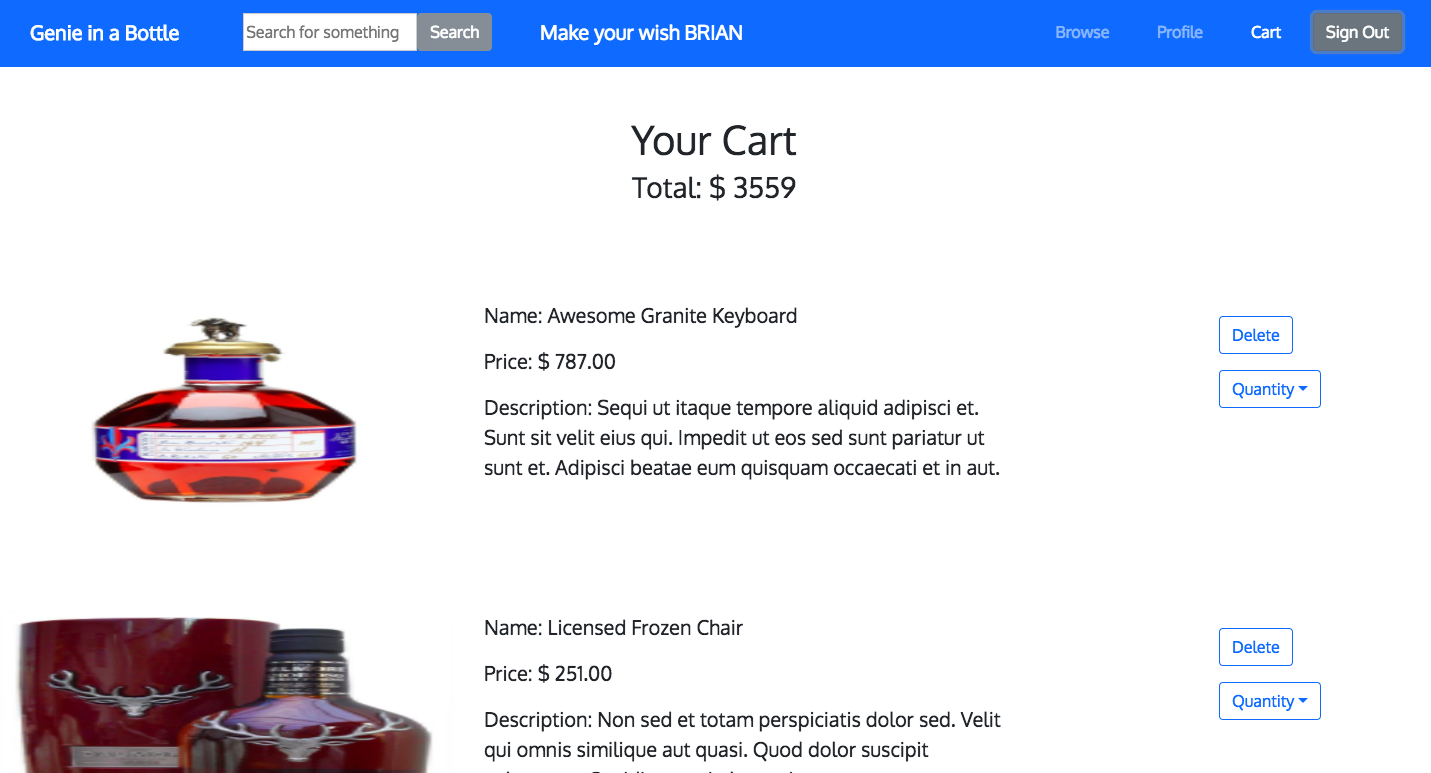 Genie in a Bottle
Search for something
Search
Make your wish BRIAN
Browse
Profile
Cart
Sign Out
Your Cart
Total: $ 3559
Name: Awesome Granite Keyboard
Price: $ 787.00
Description: Sequi ut itaque tempore aliquid adipisci et.
Sunt sit velit eius qui. Impedit ut eos sed sunt pariatur ut
sunt et. Adipisci beatae eum quisquam occaecati et in aut.
Delete
Quantity
Name: Licensed Frozen Chair
Price: $ 251.00
Description: Non sed et totam perspiciatis dolor sed. Velit
qui omnis similique aut quasi. Quod dolor suscipit
Delete
Quantity